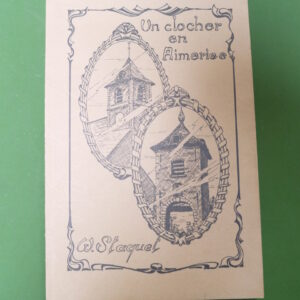 Un clocher
en
Aimeries
W Staquet